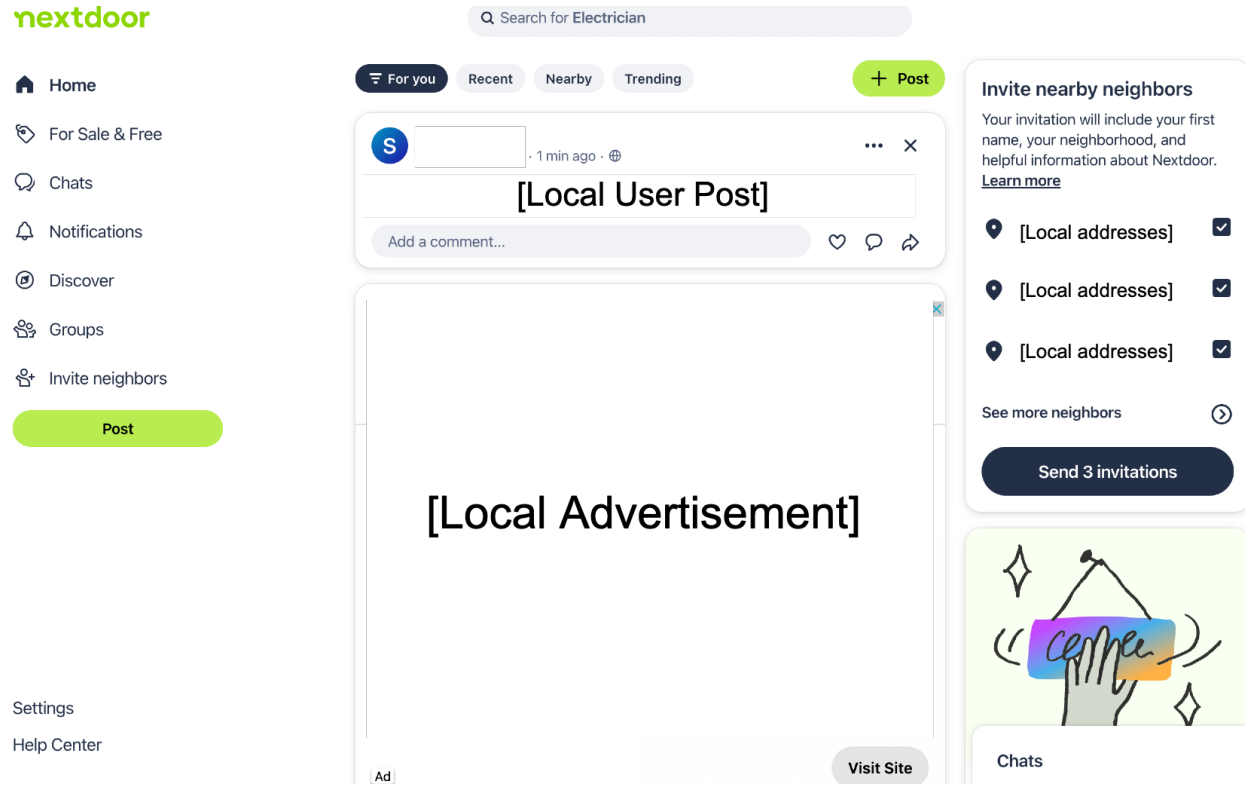 nextdoor
Search for Electrician
Home
For Sale & Free
Chats
Notifications
Discover
Groups
Invite neighbors
Post
Settings
Help Center
For you
Recent
Nearby
Trending
+ Post
S
· 1 min ago ·
[Local User Post]
Add a comment...
[Local Advertisement]
Ad
Visit Site
Invite nearby neighbors
Your invitation will include your first
name, your neighborhood, and
helpful information about Nextdoor.
Learn more
[Local addresses]
[Local addresses]
[Local addresses]
See more neighbors
Send 3 invitations
Chats